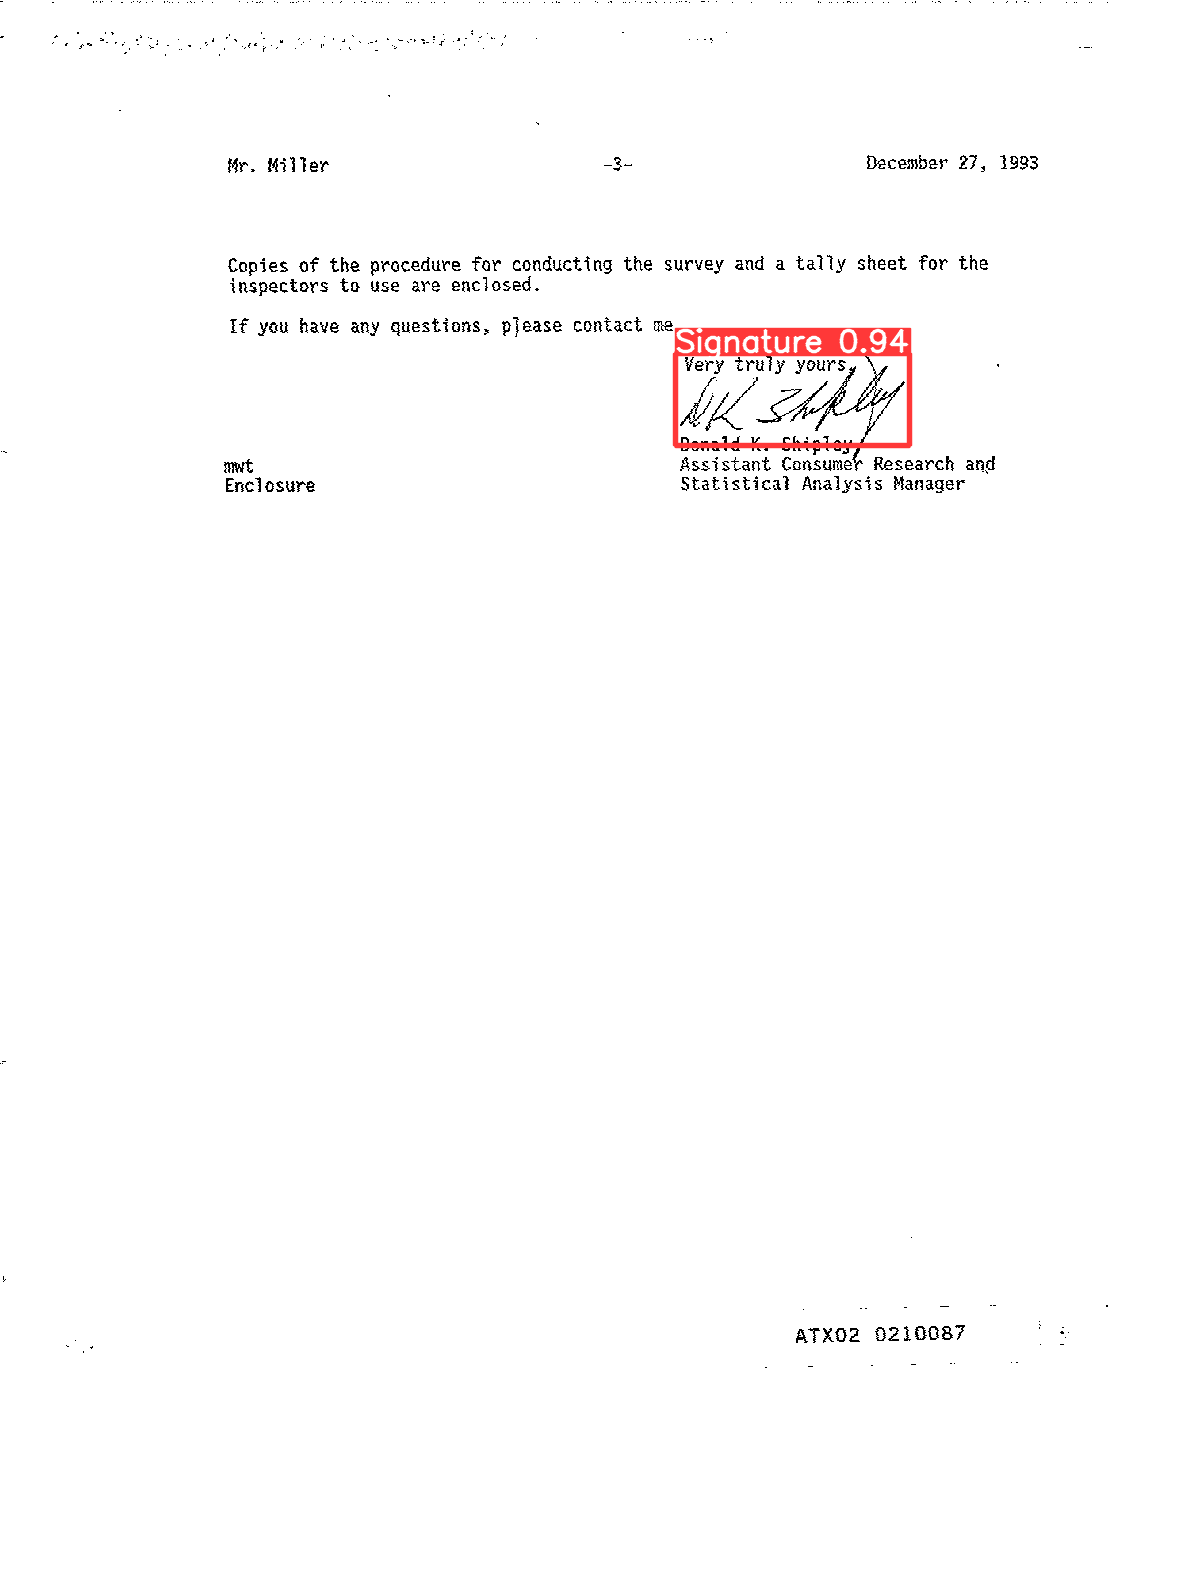 Mr. Miller -3- December 27, 1993
Copies of the procedure for conducting the survey and a tally sheet for the
inspectors to use are enclosed.
If you have any questions, please contact me
Signature 0.94
Very truly yours,
DK Shipley
Donald K. Shipley
Assistant Consumer Research and
Statistical Analysis Manager
mwt
Enclosure
ATX02 0210087